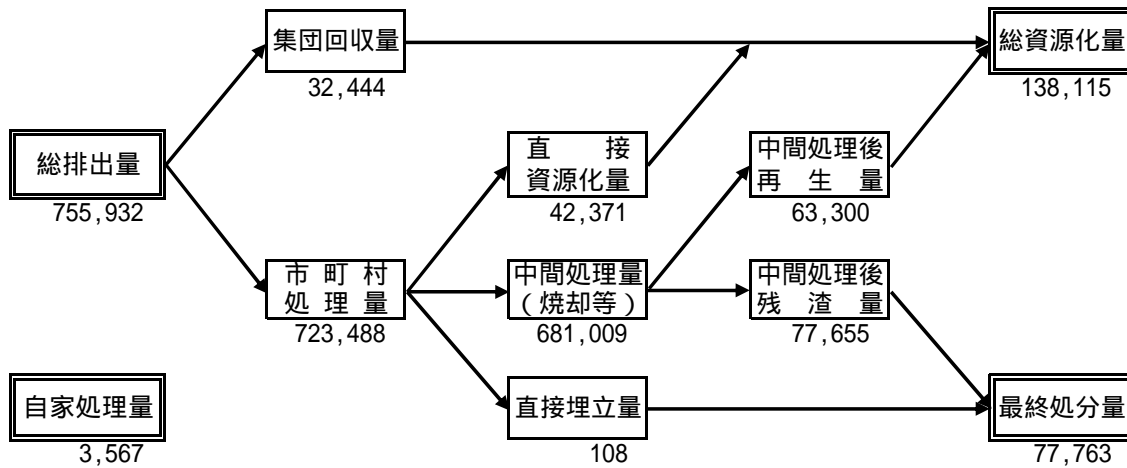 集団回収量
32,444
総資源化量
138,115
総排出量
755,932
直接
資源化量
42,371
中間処理後
再生量
63,300
市町村
処理量
723,488
中間処理量
(焼却等)
681,009
中間処理後
残渣量
77,655
自家処理量
3,567
直接埋立量
108
最終処分量
77,763